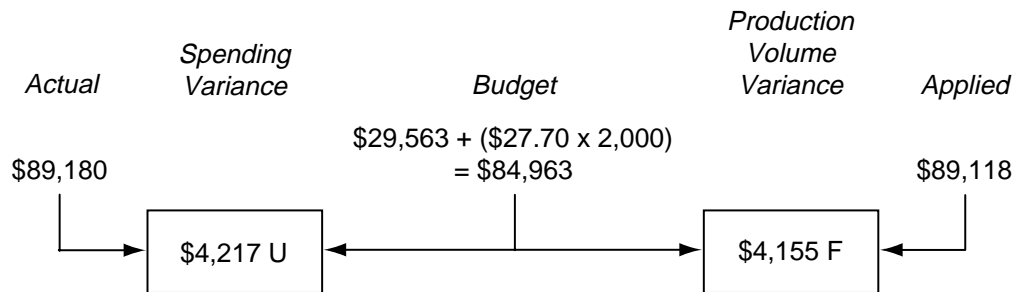 Actual
Spending
Variance
Budget
Production
Volume
Variance
Applied
$89,180
$29,563 + ($27.70 x 2,000)
= $84,963
$89,118
$4,217 U
$4,155 F